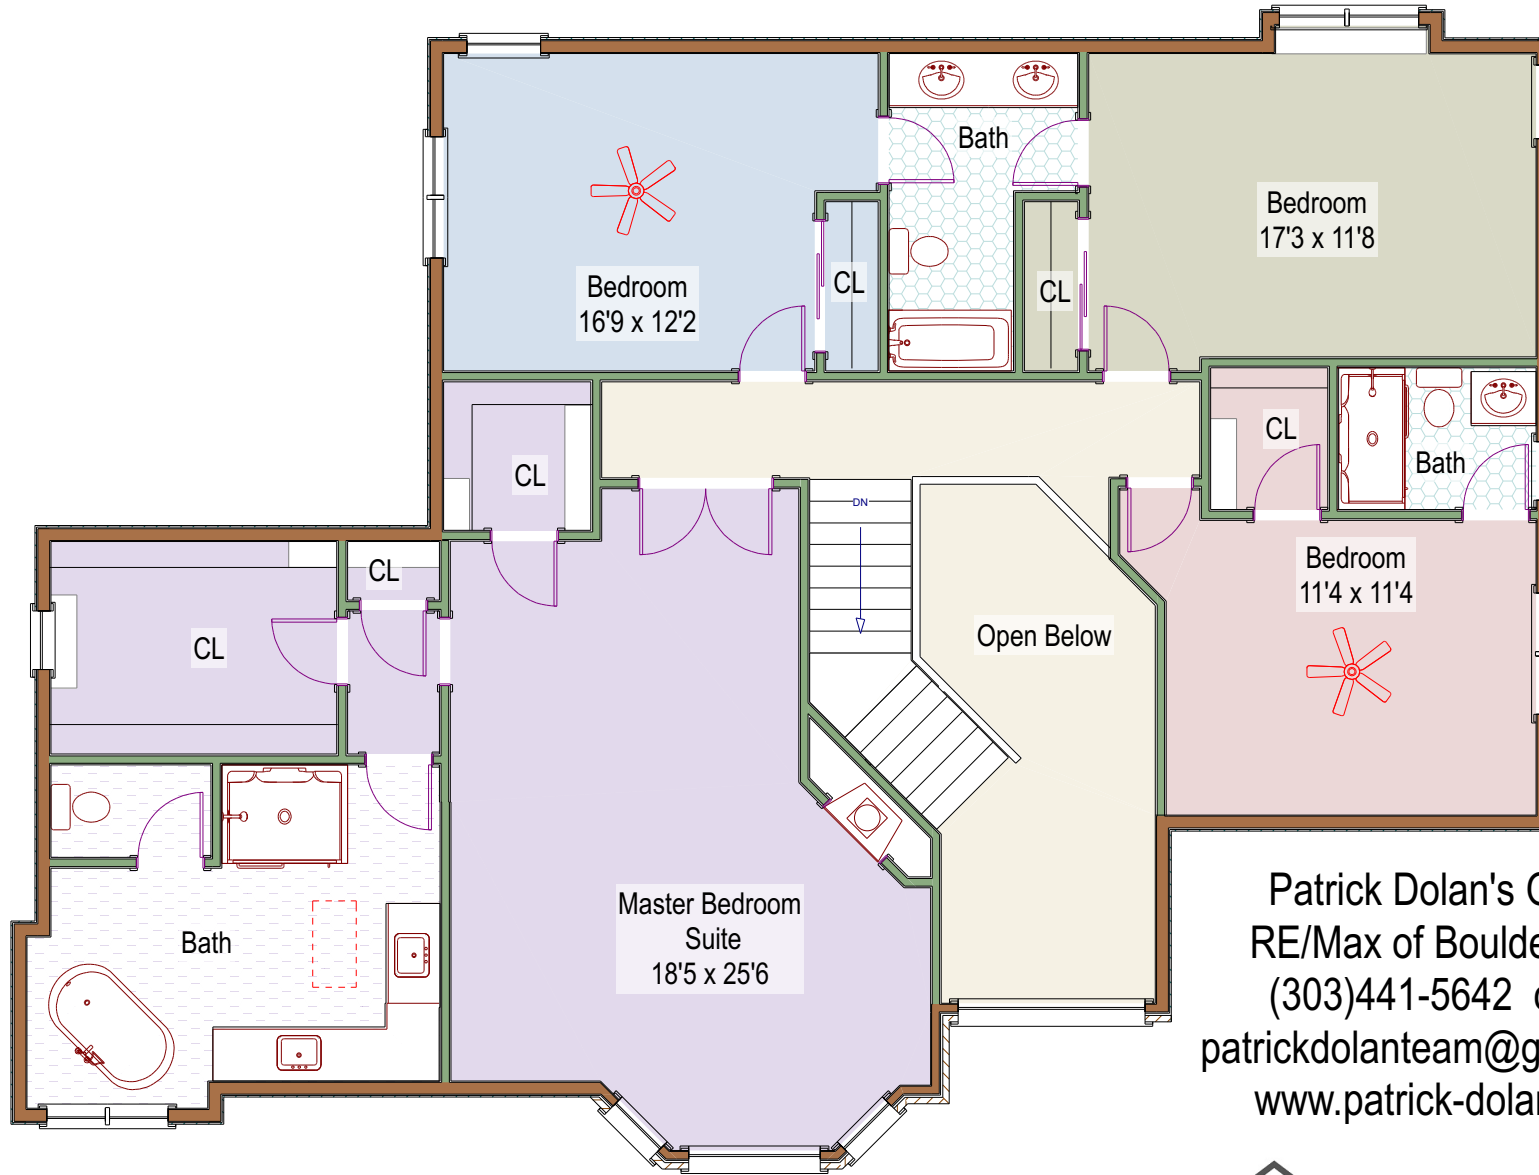 Bath
Bedroom
17'3 x 11'8
Bedroom
16'9 x 12'2
CL
CL
CL
CL
Bath
DN
Bedroom
11'4 x 11'4
CL
CL
Open Below
Master Bedroom
Suite
18'5 x 25'6
Bath
Patrick Dolan's
RE/Max of Boulde
(303)441-5642
patrickdolanteam@g
www.patrick-dolan